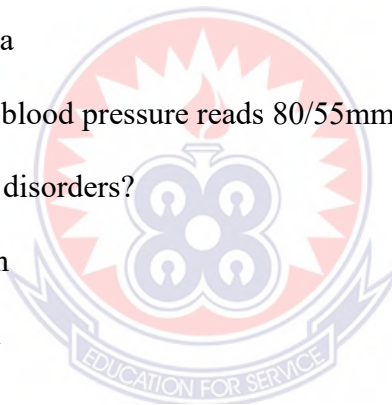 a
blood pressure reads 80/55mm
disorders?
n
EDUCATION FOR SERVICE